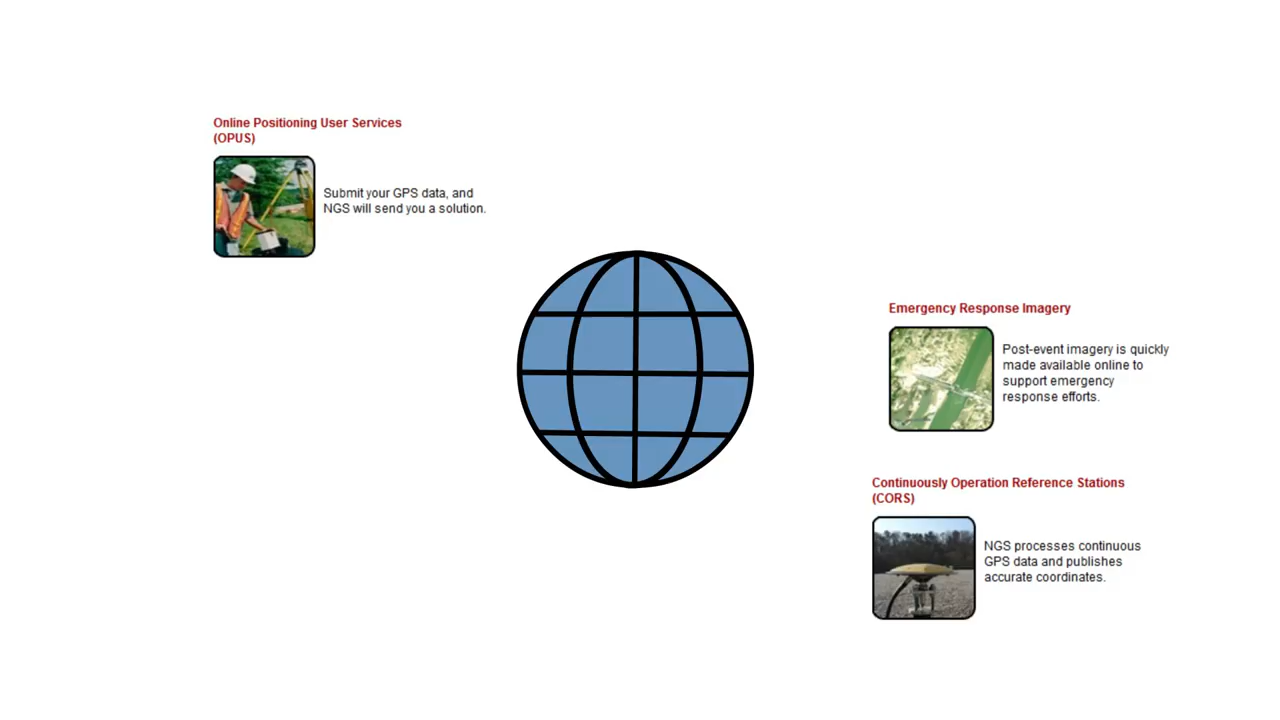 Online Positioning User Services
(OPUS)
Submit your GPS data, and
NGS will send you a solution.
Emergency Response Imagery
Post-event imagery is quickly
made available online to
support emergency
response efforts.
Continuously Operation Reference Stations
(CORS)
NGS processes continuous
GPS data and publishes
accurate coordinates.